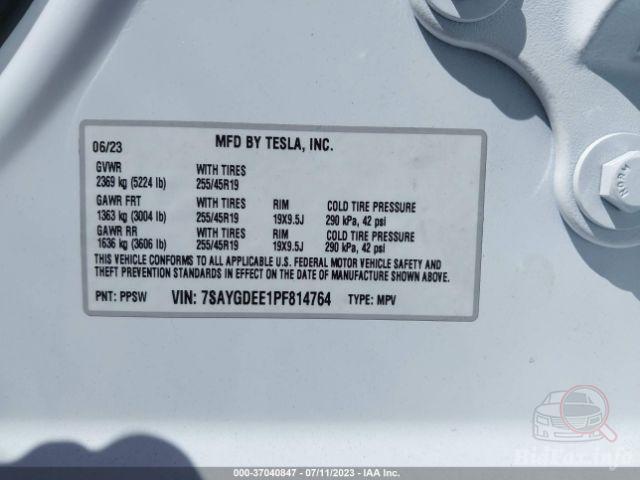 HORN
06/23 MFD BY TESLA, INC.
GVWR WITH TIRES
2369 kg (5224 lb) 255/45R19
GAWR FRT WITH TIRES RIM COLD TIRE PRESSURE
1363 kg (3004 lb) 255/45R19 19X9.5J 290 kPa, 42 psi
GAWR RR WITH TIRES RIM COLD TIRE PRESSURE
1636 kg (3606 lb) 255/45R19 19X9.5J 290 kPa, 42 psi
THIS VEHICLE CONFORMS TO ALL APPLICABLE U.S. FEDERAL MOTOR VEHICLE SAFETY AND
THEFT PREVENTION STANDARDS IN EFFECT ON THE DATE OF MANUFACTURE SHOWN ABOVE.
PNT: PPSW VIN: 7SAYGDEE1PF814764 TYPE: MPV
BidFax.info
000-37040847 - 07/11/2023 - IAA Inc.